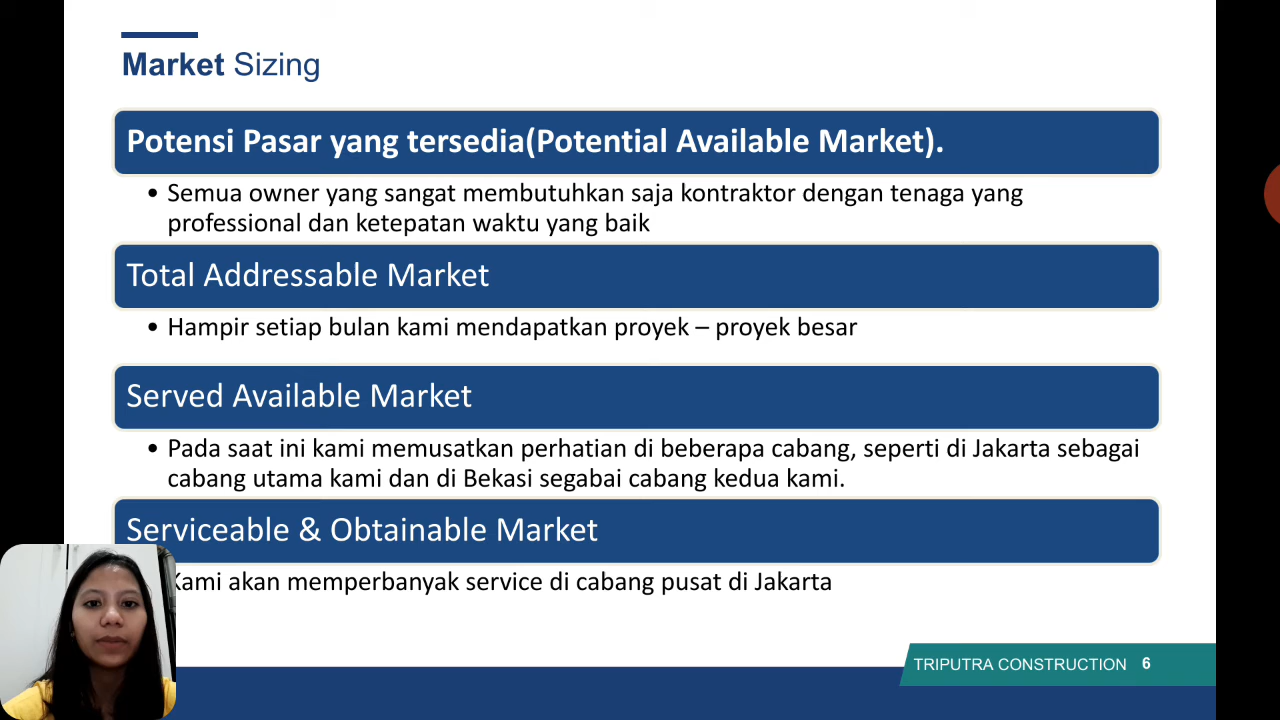 Market Sizing
Potensi Pasar yang tersedia(Potential Available Market).
• Semua owner yang sangat membutuhkan saja kontraktor dengan tenaga yang
professional dan ketepatan waktu yang baik
Total Addressable Market
• Hampir setiap bulan kami mendapatkan proyek – proyek besar
Served Available Market
• Pada saat ini kami memusatkan perhatian di beberapa cabang, seperti di Jakarta sebagai
cabang utama kami dan di Bekasi segabai cabang kedua kami.
Serviceable & Obtainable Market
Kami akan memperbanyak service di cabang pusat di Jakarta
TRIPUTRA CONSTRUCTION 6